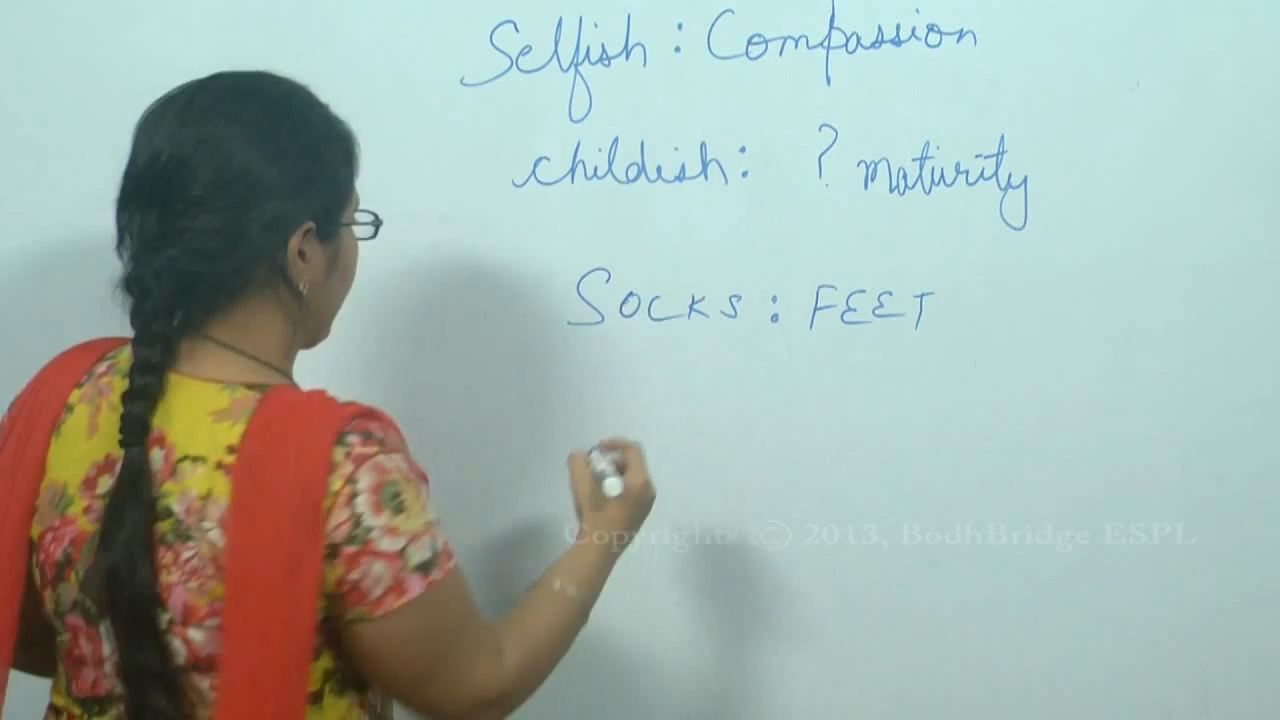 Selfish : Compassion
childish : ? maturity
SOCKS : FEET
Copyrights © 2013, BodhBridge ESPL